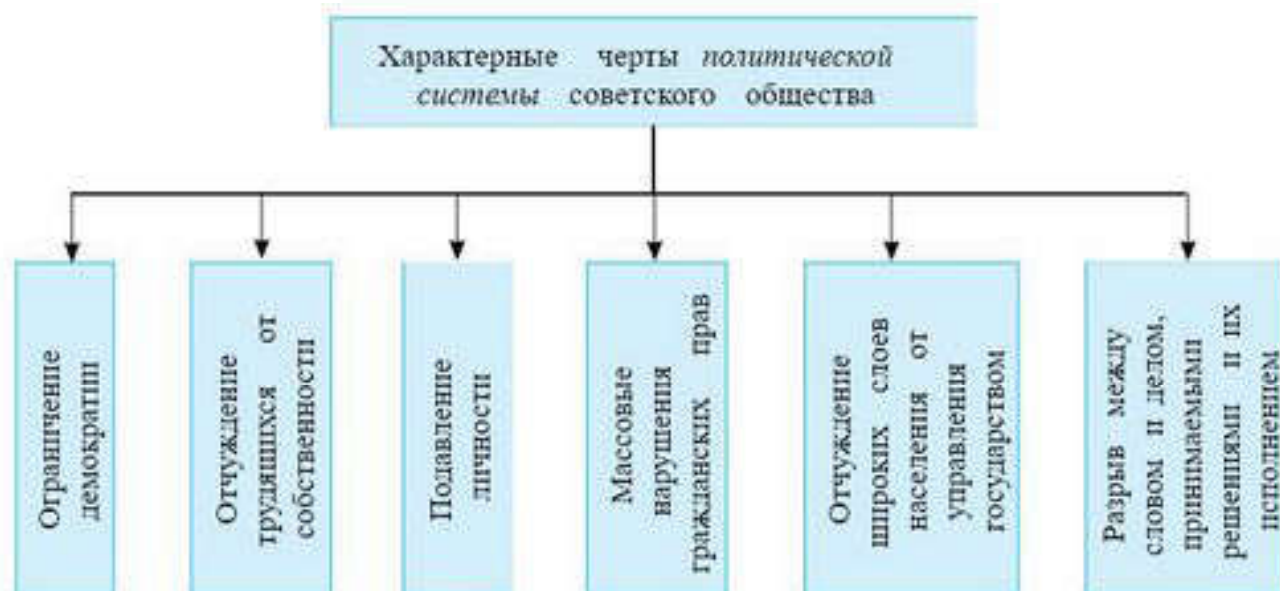 Характерные черты политической
системы советского общества
Ограничение
демократии
Отчуждение
трудящихся от
собственности
Подавление
личности
Массовые
нарушения
гражданских прав
Отчуждение
широких слоев
населения от
управления
государством
Разрыв между
словом и делом,
принимаемыми
решениями и их
исполнением